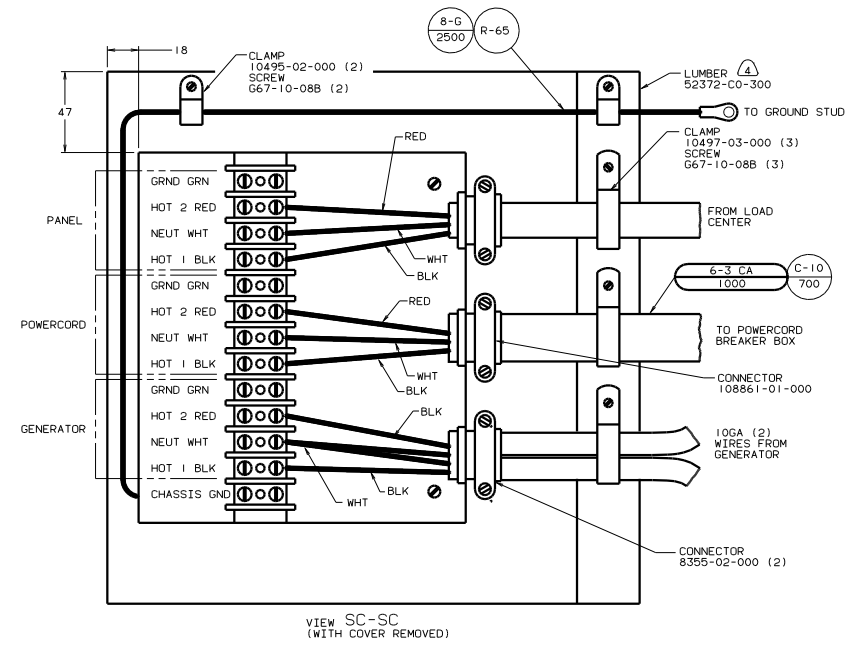 8-G
2500
R-65
18
CLAMP
10495-02-000 (2)
SCREW
G67-10-08B (2)
LUMBER 4
52372-C0-300
47
TO GROUND STUD
CLAMP
10497-03-000 (3)
SCREW
G67-10-08B (3)
RED
GRND GRN
HOT 2 RED
PANEL
NEUT WHT
HOT 1 BLK
FROM LOAD
CENTER
WHT
BLK
6-3 CA
1000
C-10
700
GRND GRN
HOT 2 RED
POWERCORD
NEUT WHT
HOT 1 BLK
RED
TO POWERCORD
BREAKER BOX
WHT
BLK
CONNECTOR
108861-01-000
GRND GRN
HOT 2 RED
GENERATOR
NEUT WHT
HOT 1 BLK
BLK
10GA (2)
WIRES FROM
GENERATOR
CHASSIS GND
WHT
BLK
CONNECTOR
8355-02-000 (2)
VIEW SC-SC
(WITH COVER REMOVED)